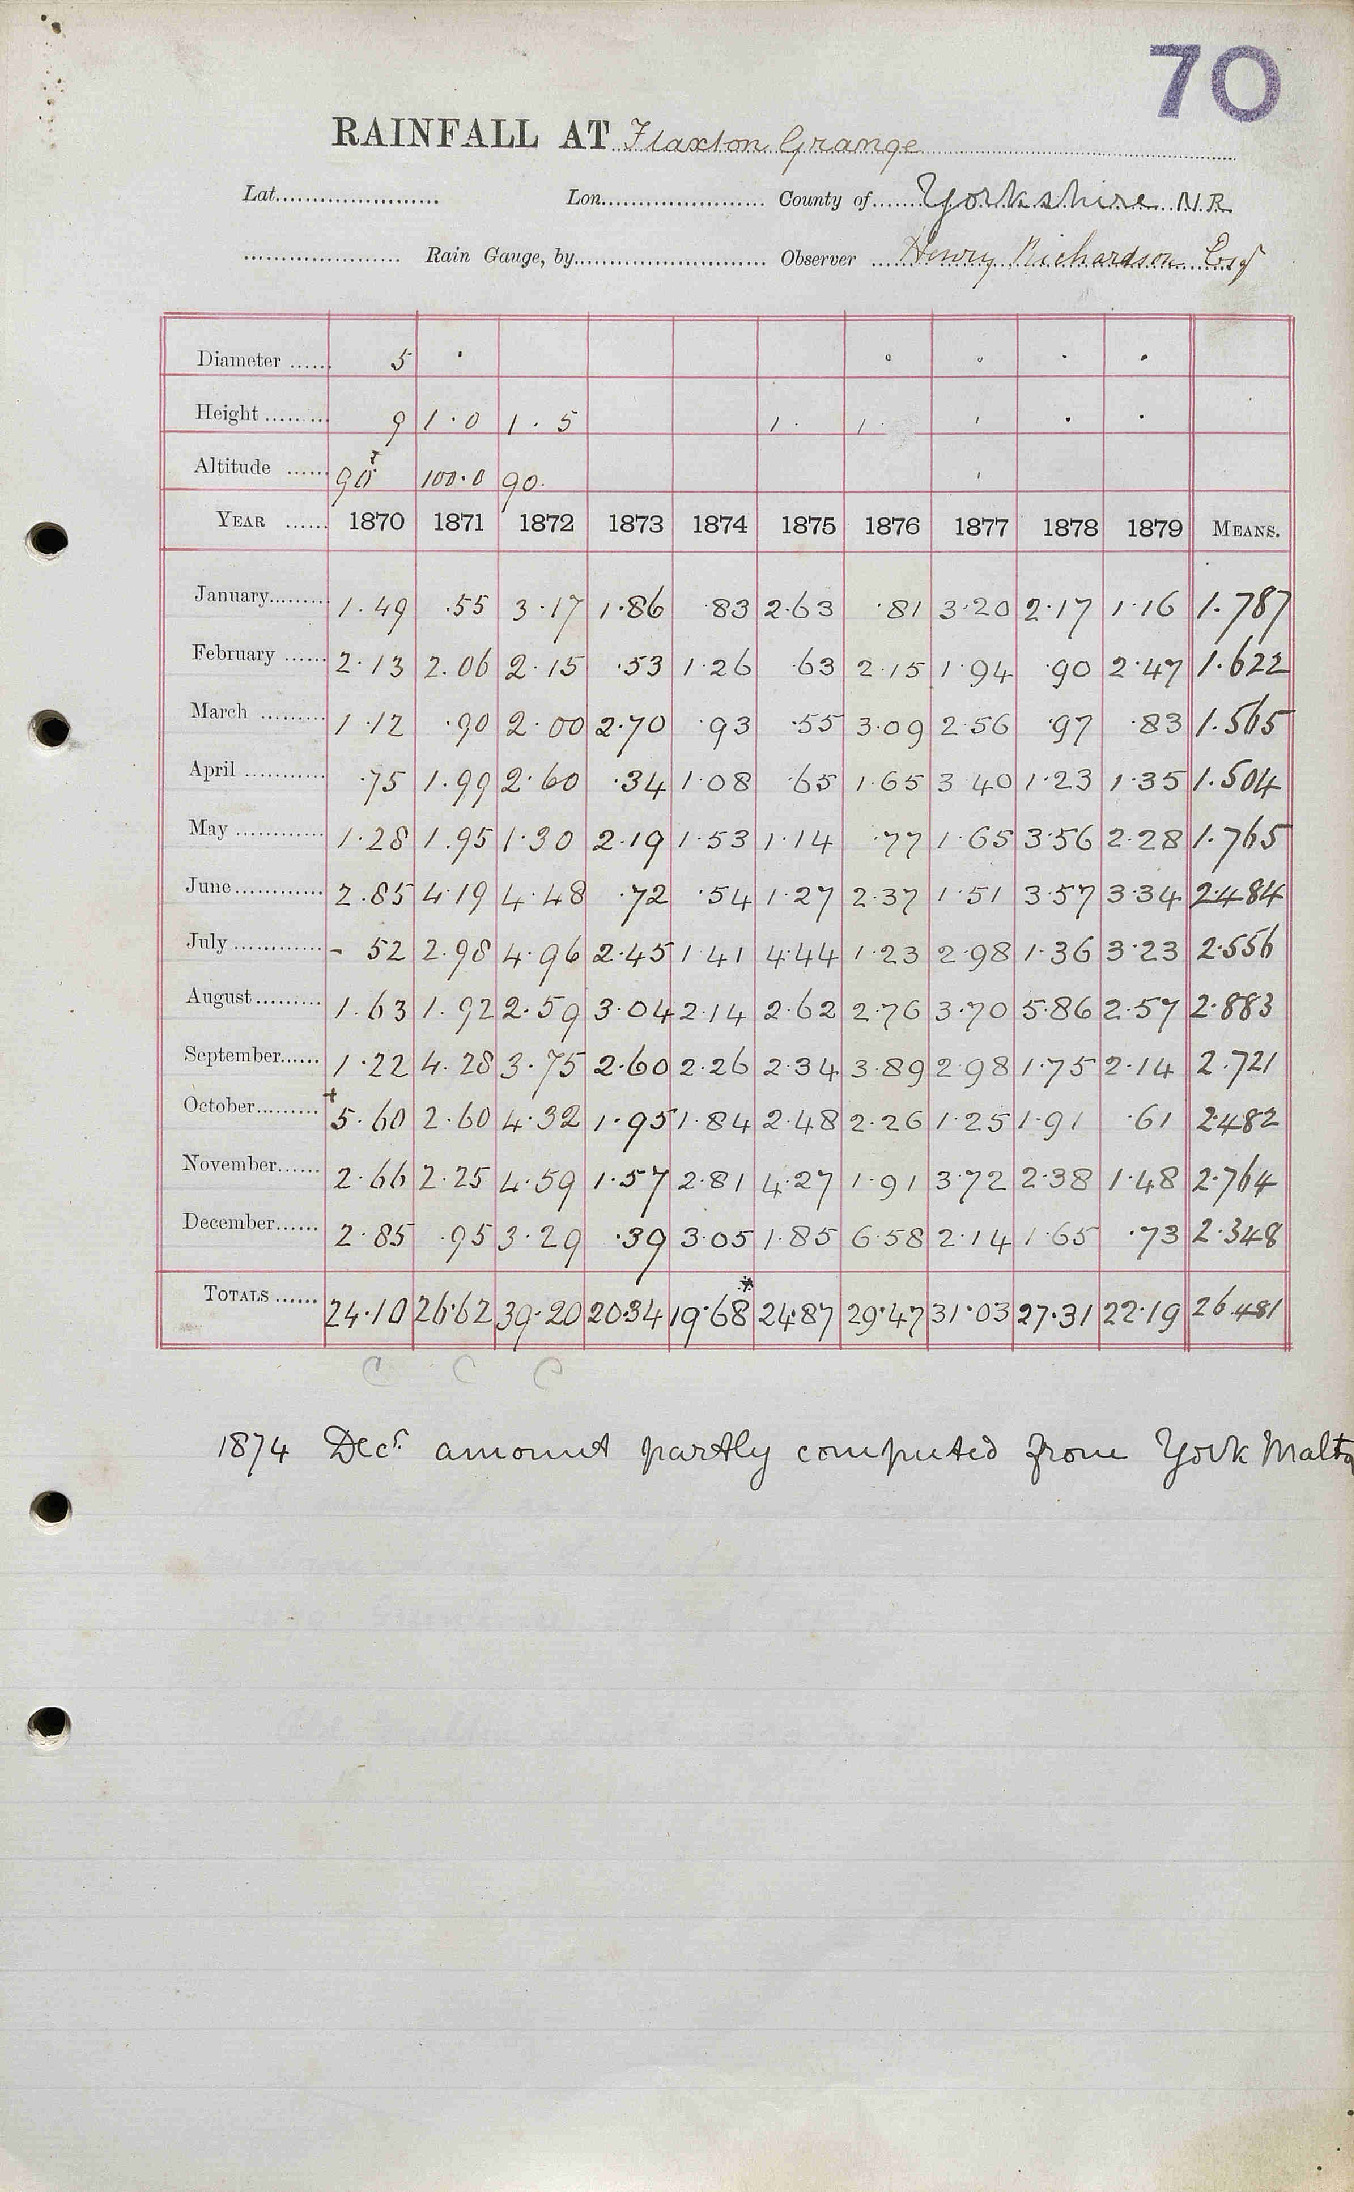 70
RAINFALL AT Flaxton Grange
Lat. Lon. County of Yorkshire N R
Rain Gauge, by Observer Henry Richardson Esq
Diameter 5
Height 9 1.0 1.5 1. 1.
Altitude 90 100.0 90.
YEAR 1870 1871 1872 1873 1874 1875 1876 1877 1878 1879 MEANS.
January 1.49 .55 3.17 1.86 .83 2.63 .81 3.20 2.17 1.16 1.787
February 2.13 2.06 2.15 .53 1.26 .63 2.15 1.94 .90 2.47 1.622
March 1.12 .90 2.00 2.70 .93 .55 3.09 2.56 .97 .83 1.565
April .75 1.99 2.60 .34 1.08 .65 1.65 3.40 1.23 1.35 1.504
May 1.28 1.95 1.30 2.19 1.53 1.14 .77 1.65 3.56 2.28 1.765
June 2.85 4.19 4.48 .72 .54 1.27 2.37 1.51 3.57 3.34 2.484
July - 52 2.98 4.96 2.45 1.41 4.44 1.23 2.98 1.36 3.23 2.556
August 1.63 1.92 2.59 3.04 2.14 2.62 2.76 3.70 5.86 2.57 2.883
September 1.22 4.28 3.75 2.60 2.26 2.34 3.89 2.98 1.75 2.14 2.721
October +5.60 2.60 4.32 1.95 1.84 2.48 2.26 1.25 1.91 .61 2.482
November 2.66 2.25 4.59 1.57 2.81 4.27 1.91 3.72 2.38 1.48 2.764
December 2.85 .95 3.29 .39 3.05 1.85 6.58 2.14 1.65 .73 2.348
TOTALS 24.10 26.62 39.20 20.34 19.68* 24.87 29.47 31.03 27.31 22.19 26.481
C C C
1874 Decr. amount partly computed from York